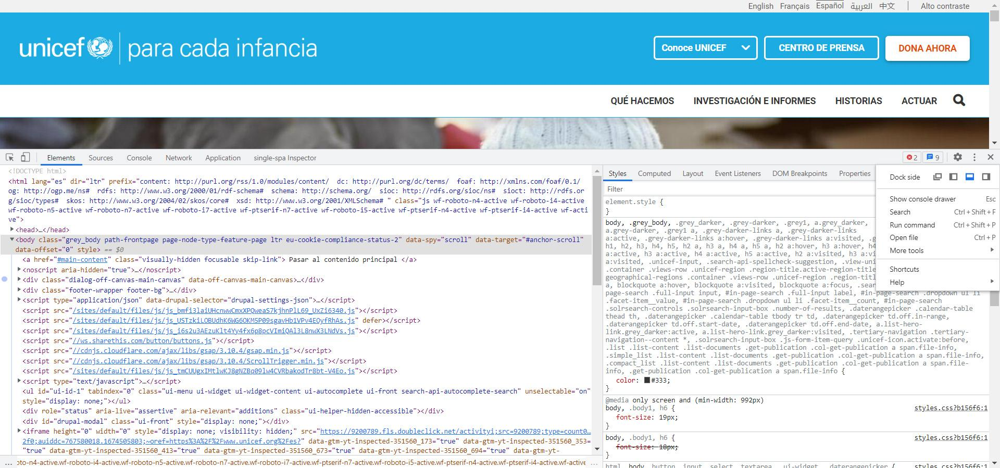 English Français Español العربية 中文 | Alto contraste
unicef | para cada infancia
Conoce UNICEF CENTRO DE PRENSA DONA AHORA
QUÉ HACEMOS INVESTIGACIÓN E INFORMES HISTORIAS ACTUAR
Elements Sources Console Network Application single-spa Inspector 2 9
<!DOCTYPE html>
<html lang="es" dir="ltr" prefix="content: http://purl.org/rss/1.0/modules/content/  dc: http://purl.org/dc/terms/  foaf: http://xmlns.com/foaf/0.1/
og: http://ogp.me/ns#  rdfs: http://www.w3.org/2000/01/rdf-schema#  schema: http://schema.org/  sioc: http://rdfs.org/sioc/ns#  sioct: http://rdfs.or
g/sioc/types#  skos: http://www.w3.org/2004/02/skos/core#  xsd: http://www.w3.org/2001/XMLSchema# " class="js wf-roboto-n4-active wf-roboto-i4-active
wf-roboto-n5-active wf-roboto-n7-active wf-roboto-i7-active wf-ptserif-n7-active wf-roboto-i5-active wf-ptserif-n4-active wf-ptserif-i4-active wf-acti
ve">
<head>…</head>
<body class="grey_body path-frontpage page-node-type-feature-page ltr eu-cookie-compliance-status-2" data-spy="scroll" data-target="#anchor-scroll"
data-offset="0" style> == $0
<a href="#main-content" class="visually-hidden focusable skip-link"> Pasar al contenido principal </a>
<noscript aria-hidden="true">…</noscript>
<div class="dialog-off-canvas-main-canvas" data-off-canvas-main-canvas>…</div>
<div class="footer-wrapper footer-bg">…</div>
<script type="application/json" data-drupal-selector="drupal-settings-json">…</script>
<script src="/sites/default/files/js/js_bmfi3laiUHcnwwCmxXPQweaS7kjhnPlL69_UxZi6340.js"></script>
<script src="/sites/default/files/js/js_USTzkiLOBUdhK6WG6OKM5P09sgavHb1VPv4EOyfRhAs.js" defer></script>
<script src="/sites/default/files/js/js_i6s2u3AEzuKlt4Yy4fx6p8pcVImiQAl3L8nwX3LNdVs.js"></script>
<script src="//ws.sharethis.com/button/buttons.js"></script>
<script src="//cdnjs.cloudflare.com/ajax/libs/gsap/3.10.4/gsap.min.js"></script>
<script src="//cdnjs.cloudflare.com/ajax/libs/gsap/3.10.4/ScrollTrigger.min.js"></script>
<script src="/sites/default/files/js/js_tmCUUgxIMtlwKJ8gNZBq09lw4CVRbakodTr8bt-V4Eo.js"></script>
<script type="text/javascript">…</script>
<ul id="ui-id-1" tabindex="0" class="ui-menu ui-widget ui-widget-content ui-autocomplete ui-front search-api-autocomplete-search" unselectable="on"
style="display: none;"></ul>
<div role="status" aria-live="assertive" aria-relevant="additions" class="ui-helper-hidden-accessible"></div>
<div id="drupal-modal" class="ui-front" style="display: none;"></div>
<iframe height="0" width="0" style="display: none; visibility: hidden;" src="https://9200789.fls.doubleclick.net/activityi;src=9200789;type=count0…
2f0;auiddc=767580018.1674505803;~oref=https%3A%2F%2Fwww.unicef.org%2Fes?" data-gtm-yt-inspected-351560_173="true" data-gtm-yt-inspected-351560_353=
"true" data-gtm-yt-inspected-351560_413="true" data-gtm-yt-inspected-351560_673="true" data-gtm-yt-inspected-351560_694="true" data-gtm-yt-
… oto-n4-active.wf-roboto-i4-active.wf-roboto-n5-active.wf-roboto-n7-active.wf-roboto-i7-active.wf-ptserif-n7-active.wf-roboto-i5-active.wf-ptserif-n4-active.wf-ptserif-i4-active.wf-active …
Styles Computed Layout Event Listeners DOM Breakpoints Properties
Filter
element.style {
}
body, .grey_body, .grey_darker, .grey-darker, .grey1, a.grey_darker,
a.grey-darker, .grey1 a, .grey-darker-links a, .grey-darker-links
a:active, .grey-darker-links a:hover, .grey-darker-links a:visited, .g
h1, h2, h3, h4, h5, h2 a, h3 a, h4 a, h5 a, h2 a:hover, h3 a:hover, h
a:active, h3 a:active, h4 a:active, h5 a:active, h2 a:visited, h3 a:vi
a:visited, .unicef-input, .search-api-spellcheck-suggestion, .view-uni
.container .views-row .unicef-region .region-title.active-region-title
geographical-regions .container .views-row .unicef-region .region-titl
a, blockquote a:hover, blockquote a:visited, blockquote a:focus, .sear
page-search .full-input input, #in-page-search .full-input label, #in-page-search .dropdown ul li
.facet-item__value, #in-page-search .dropdown ul li .facet-item__count, #in-page-search
.solrsearch-controls .solrsearch-input-box .number-of-results, .daterangepicker .calendar-table
thead th, .daterangepicker .calendar-table tbody tr td, .daterangepicker td.off.in-range,
.daterangepicker td.off.start-date, .daterangepicker td.off.end-date, a.list-hero-
link.grey_darker:active, a.list-hero-link.grey_darker:visited, .tertiary-navigation .tertiary-
navigation--content *, .solrsearch-input-box .js-form-item-query .unicef-icon.activate:before,
.list .list-content .list-documents .get-publication .col-get-publication a span.file-info,
.simple_list .list-content .list-documents .get-publication .col-get-publication a span.file-info,
.compact_list .list-content .list-documents .get-publication .col-get-publication a span.file-
info, .get-publication .col-get-publication a span.file-info {
color: #333;
}
@media only screen and (min-width: 992px)
body, .body1, h6 { styles.css?b156f6:1
font-size: 19px;
}
body, .body1, h6 { styles.css?b156f6:1
font-size: 18px;
}
html, body, button, input, select, textarea, .ui-widget, .daterangepicker { styles.css?b156f6:1
Dock side
Show console drawer Esc
Search Ctrl + Shift + F
Run command Ctrl + Shift + P
Open file Ctrl + P
More tools
Shortcuts
Help